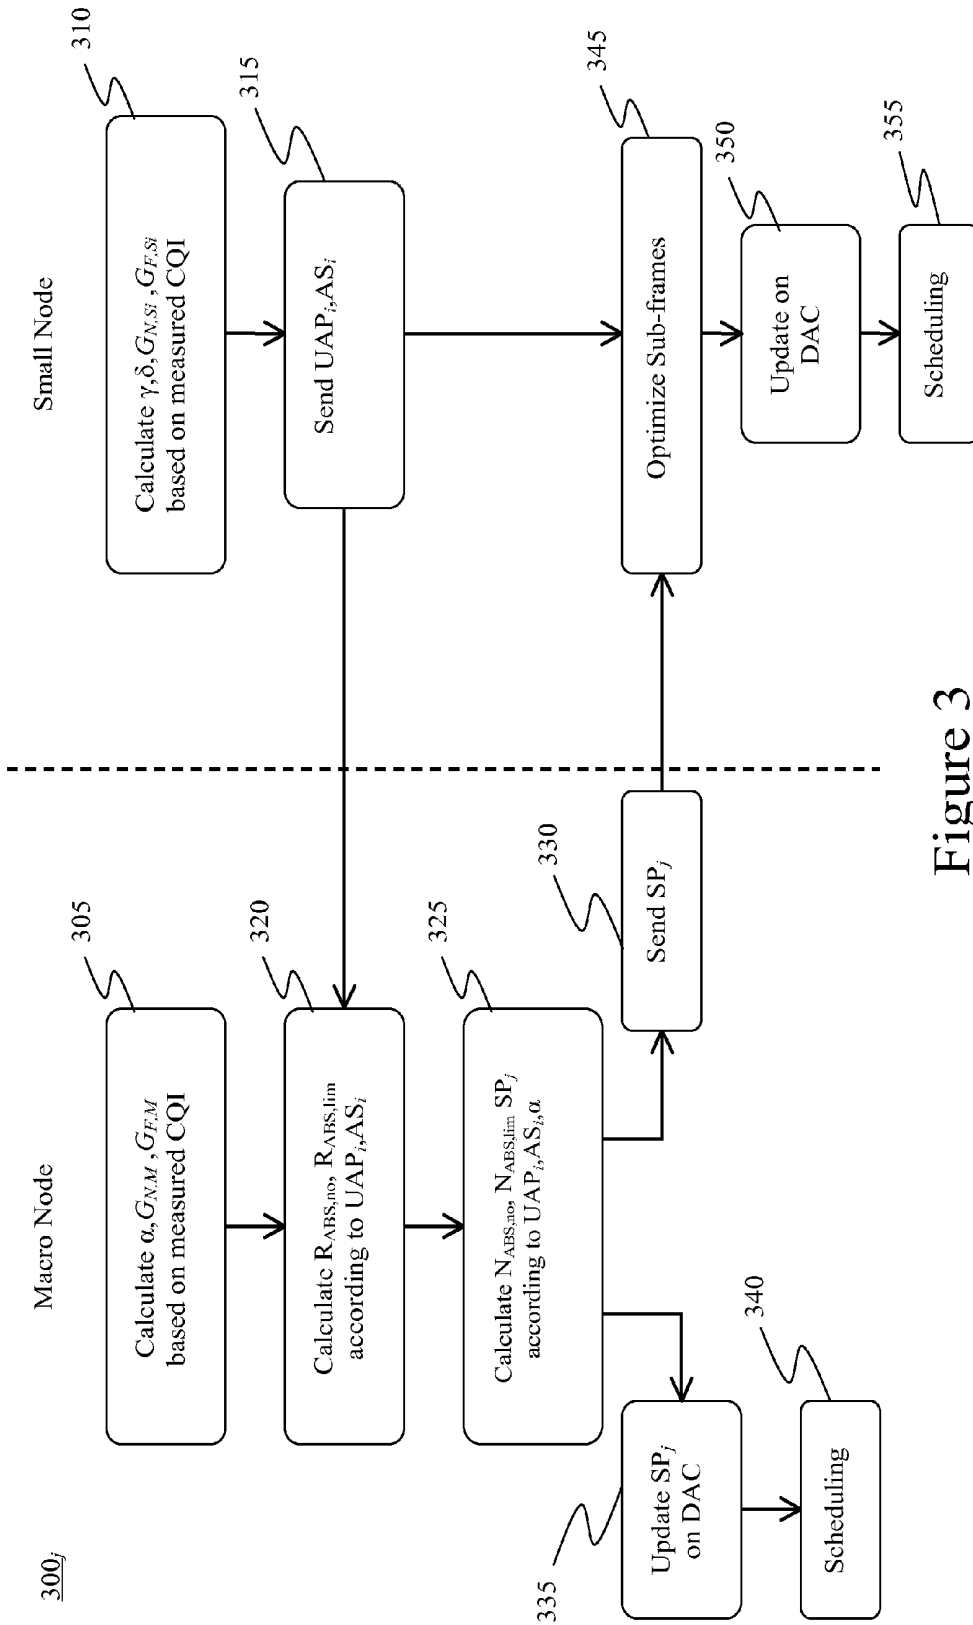 300j
Macro Node
Small Node
305
Calculate α,GN,M ,GF,M
based on measured CQI
310
Calculate γ,δ,GN,Si ,GF,Si
based on measured CQI
315
Send UAPi,ASi
320
Calculate RABS,no, RABS,lim
according to UAPi,ASi
325
Calculate NABS,no, NABS,lim SPj
according to UAPi,ASi,α
330
Send SPj
335
Update SPj
on DAC
340
Scheduling
345
Optimize Sub-frames
350
Update on
DAC
355
Scheduling
Figure 3